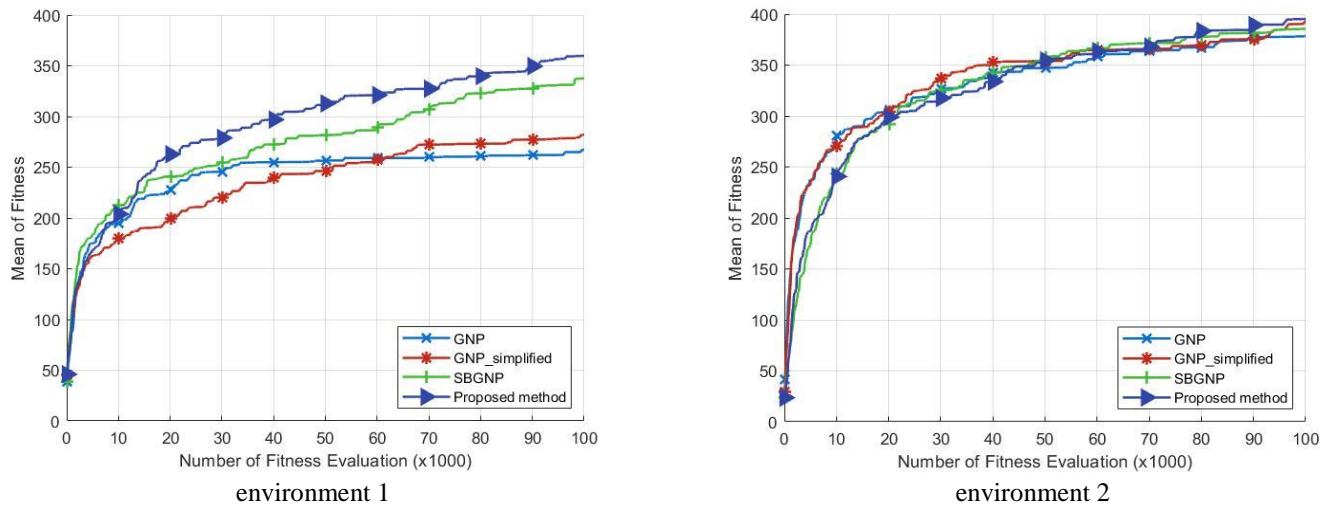 400
350
300
250
200
150
100
50
0
Mean of Fitness
GNP
GNP_simplified
SBGNP
Proposed method
0 10 20 30 40 50 60 70 80 90 100
Number of Fitness Evaluation (x1000)
environment 1
400
350
300
250
200
150
100
50
0
Mean of Fitness
GNP
GNP_simplified
SBGNP
Proposed method
0 10 20 30 40 50 60 70 80 90 100
Number of Fitness Evaluation (x1000)
environment 2